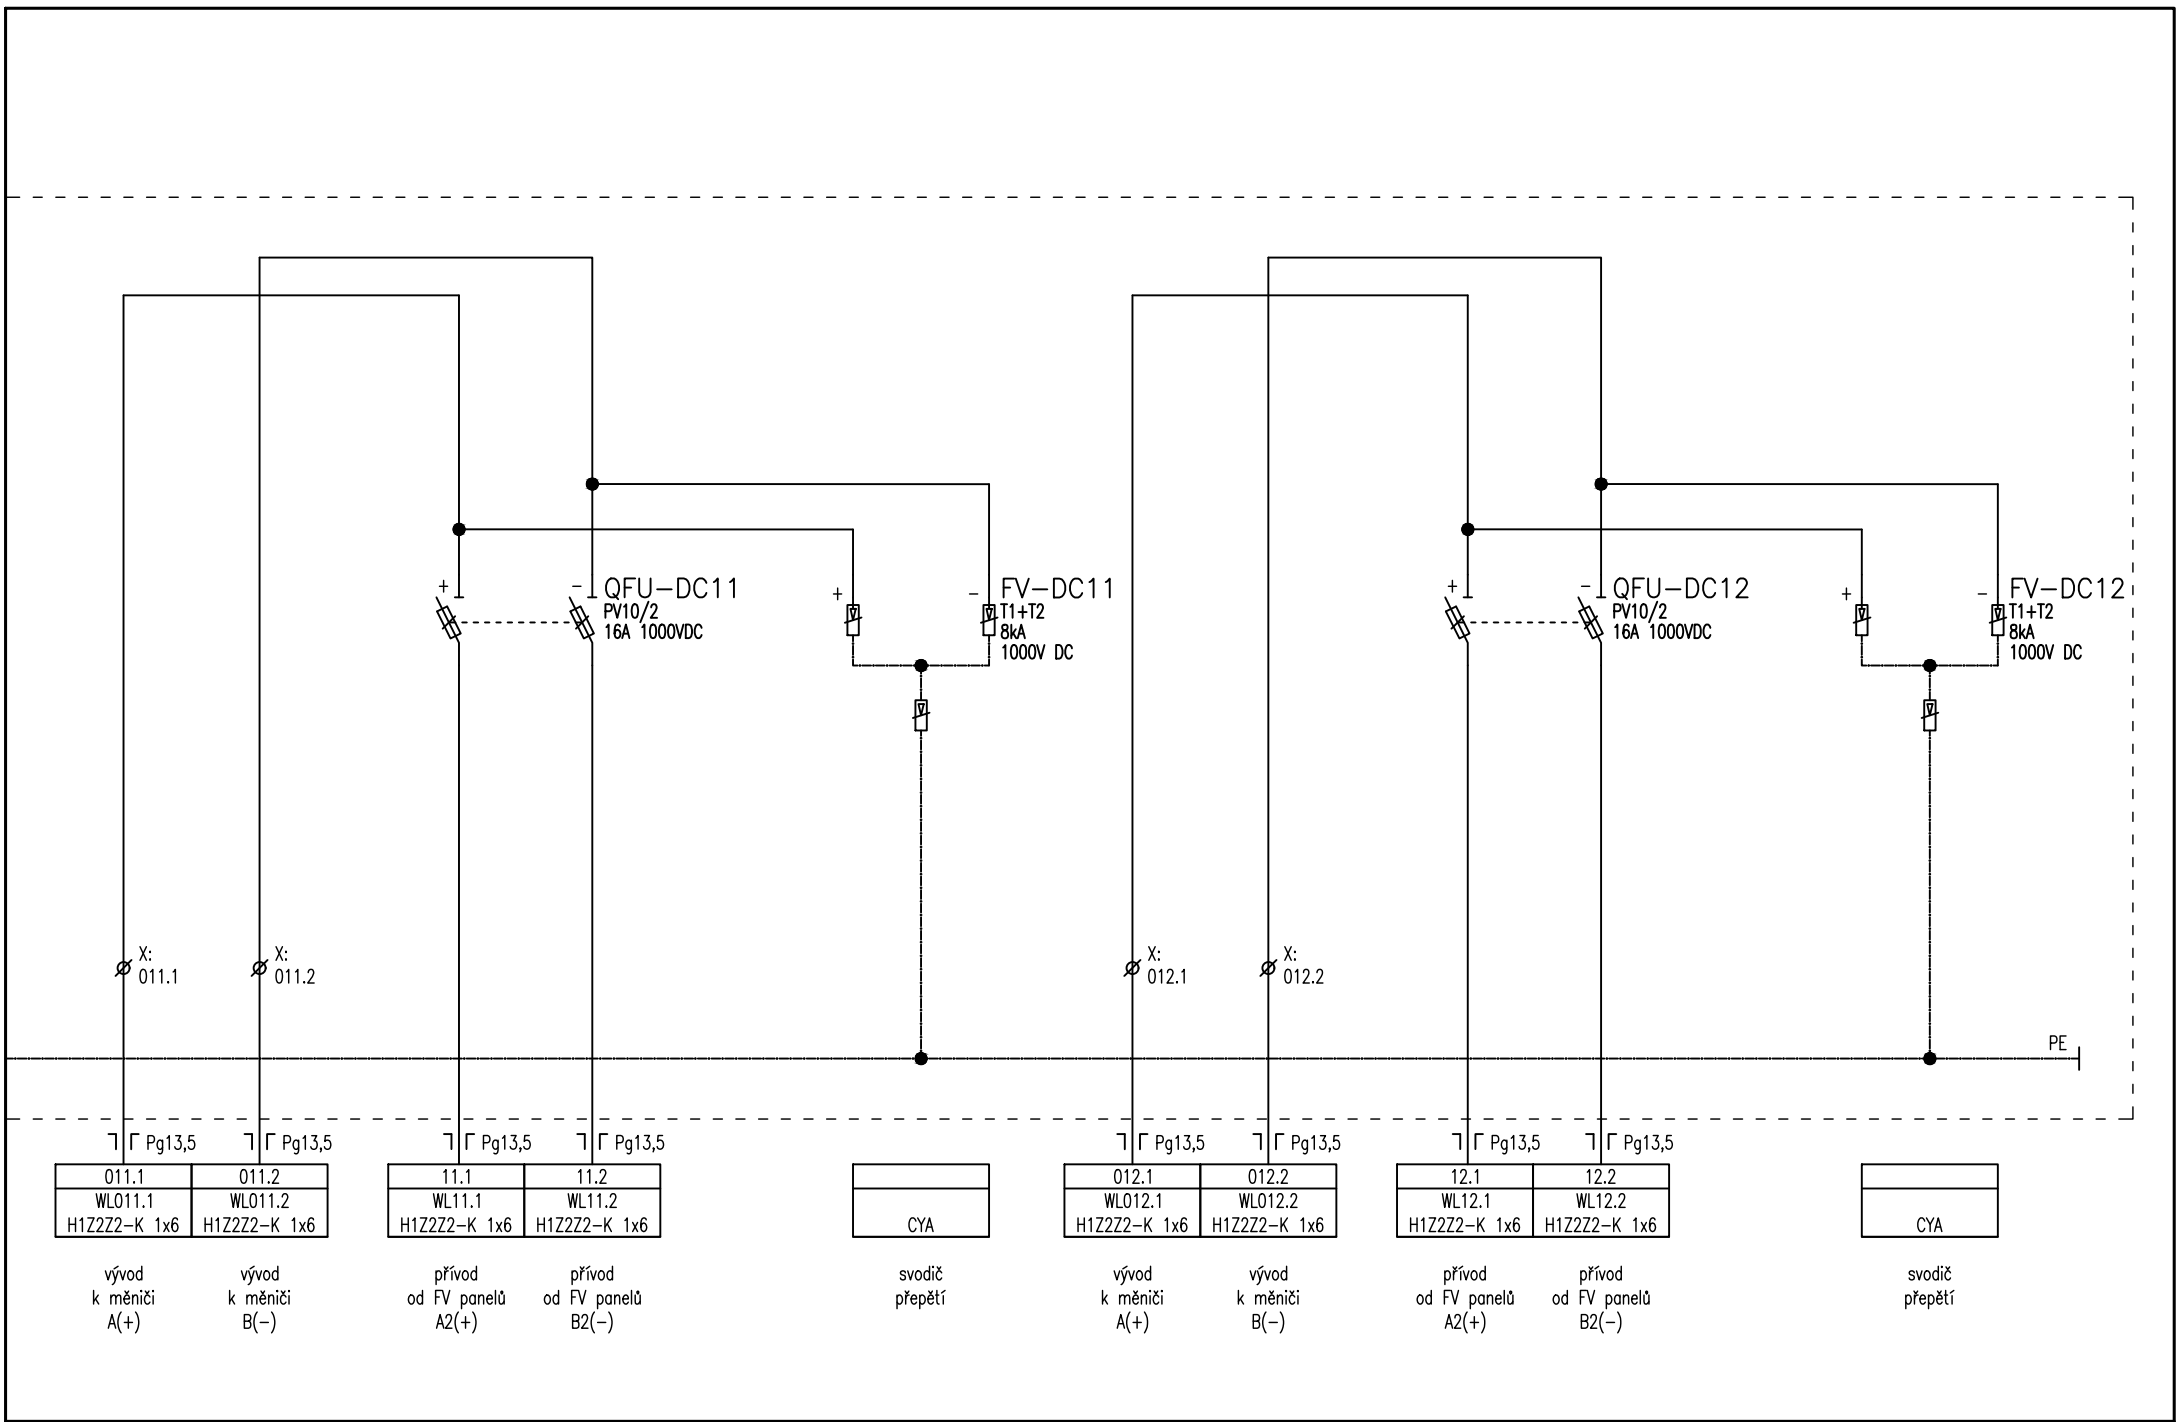 +
- QFU-DC11
PV10/2
16A 1000VDC
+
- FV-DC11
T1+T2
8kA
1000V DC
+
- QFU-DC12
PV10/2
16A 1000VDC
+
- FV-DC12
T1+T2
8kA
1000V DC
X:
011.1
X:
011.2
X:
012.1
X:
012.2
PE
Pg13,5 Pg13,5 Pg13,5 Pg13,5 Pg13,5 Pg13,5 Pg13,5 Pg13,5
011.1
WL011.1
H1Z2Z2-K 1x6
vývod
k měniči
A(+)
011.2
WL011.2
H1Z2Z2-K 1x6
vývod
k měniči
B(-)
11.1
WL11.1
H1Z2Z2-K 1x6
přívod
od FV panelů
A2(+)
11.2
WL11.2
H1Z2Z2-K 1x6
přívod
od FV panelů
B2(-)
CYA
svodič
přepětí
012.1
WL012.1
H1Z2Z2-K 1x6
vývod
k měniči
A(+)
012.2
WL012.2
H1Z2Z2-K 1x6
vývod
k měniči
B(-)
12.1
WL12.1
H1Z2Z2-K 1x6
přívod
od FV panelů
A2(+)
12.2
WL12.2
H1Z2Z2-K 1x6
přívod
od FV panelů
B2(-)
CYA
svodič
přepětí